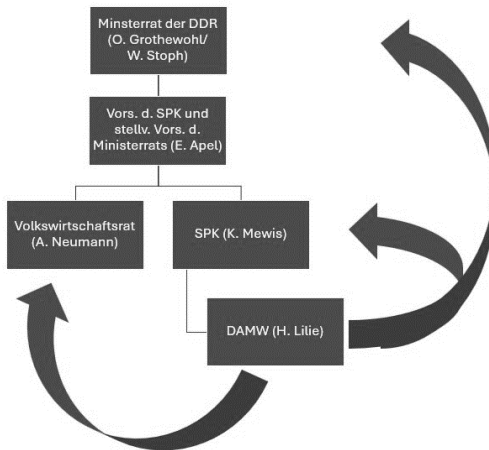 Minsterrat der DDR
(O. Grothewohl/
W. Stoph)
Vors. d. SPK und
stellv. Vors. d.
Ministerrats (E. Apel)
Volkswirtschaftsrat
(A. Neumann)
SPK (K. Mewis)
DAMW (H. Lilie)